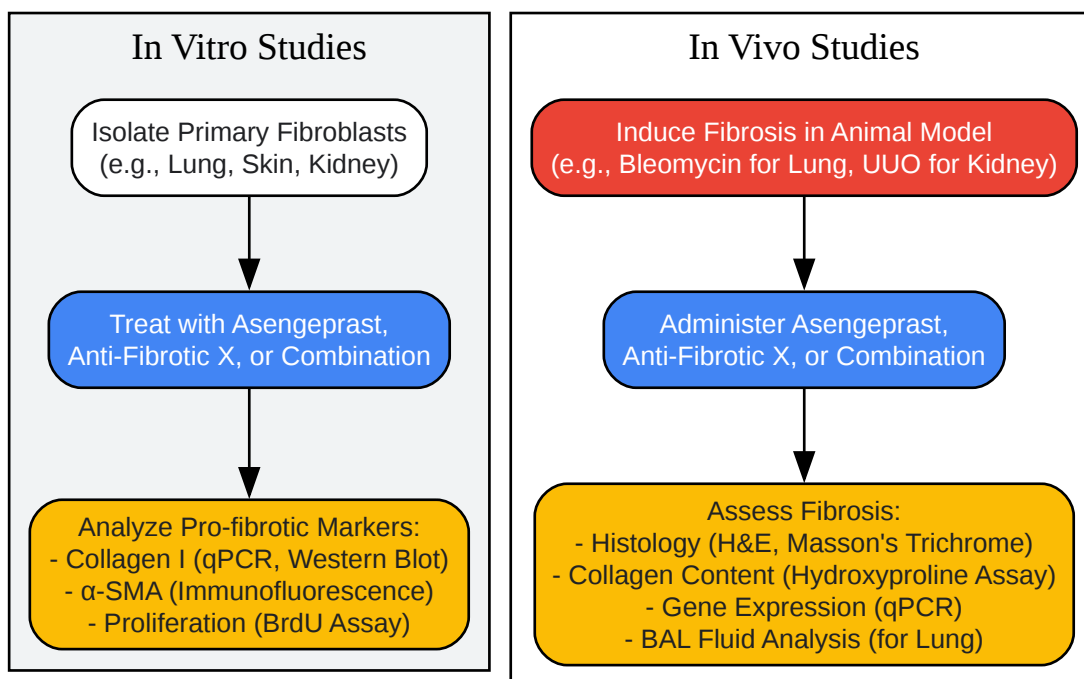 In Vitro Studies
Isolate Primary Fibroblasts
(e.g., Lung, Skin, Kidney)
Treat with Asengeprast,
Anti-Fibrotic X, or Combination
Analyze Pro-fibrotic Markers:
- Collagen I (qPCR, Western Blot)
- α-SMA (Immunofluorescence)
- Proliferation (BrdU Assay)
In Vivo Studies
Induce Fibrosis in Animal Model
(e.g., Bleomycin for Lung, UUO for Kidney)
Administer Asengeprast,
Anti-Fibrotic X, or Combination
Assess Fibrosis:
- Histology (H&E, Masson's Trichrome)
- Collagen Content (Hydroxyproline Assay)
- Gene Expression (qPCR)
- BAL Fluid Analysis (for Lung)